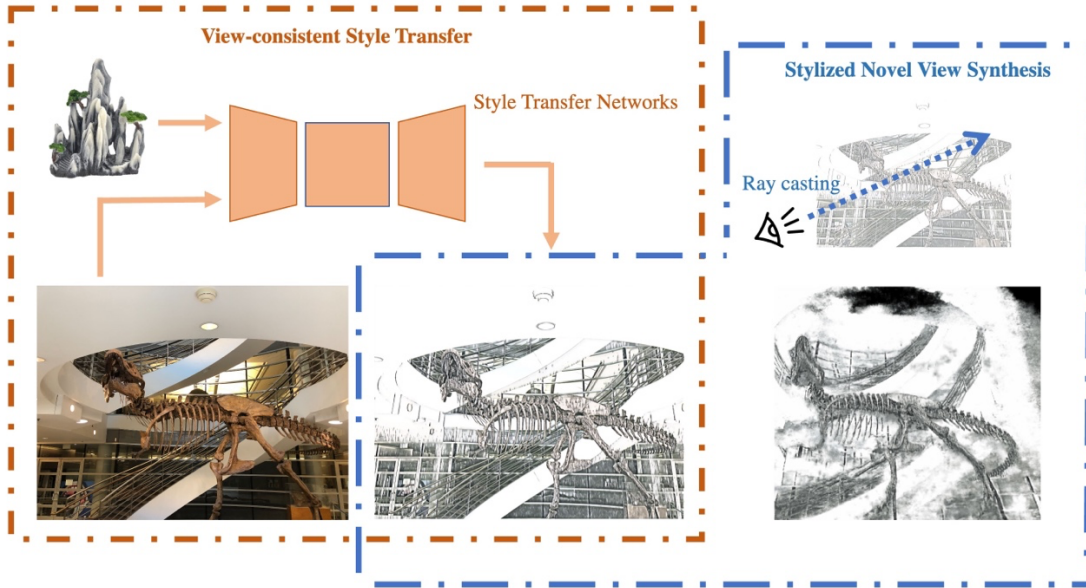 View-consistent Style Transfer
Stylized Novel View Synthesis
Style Transfer Networks
Ray casting